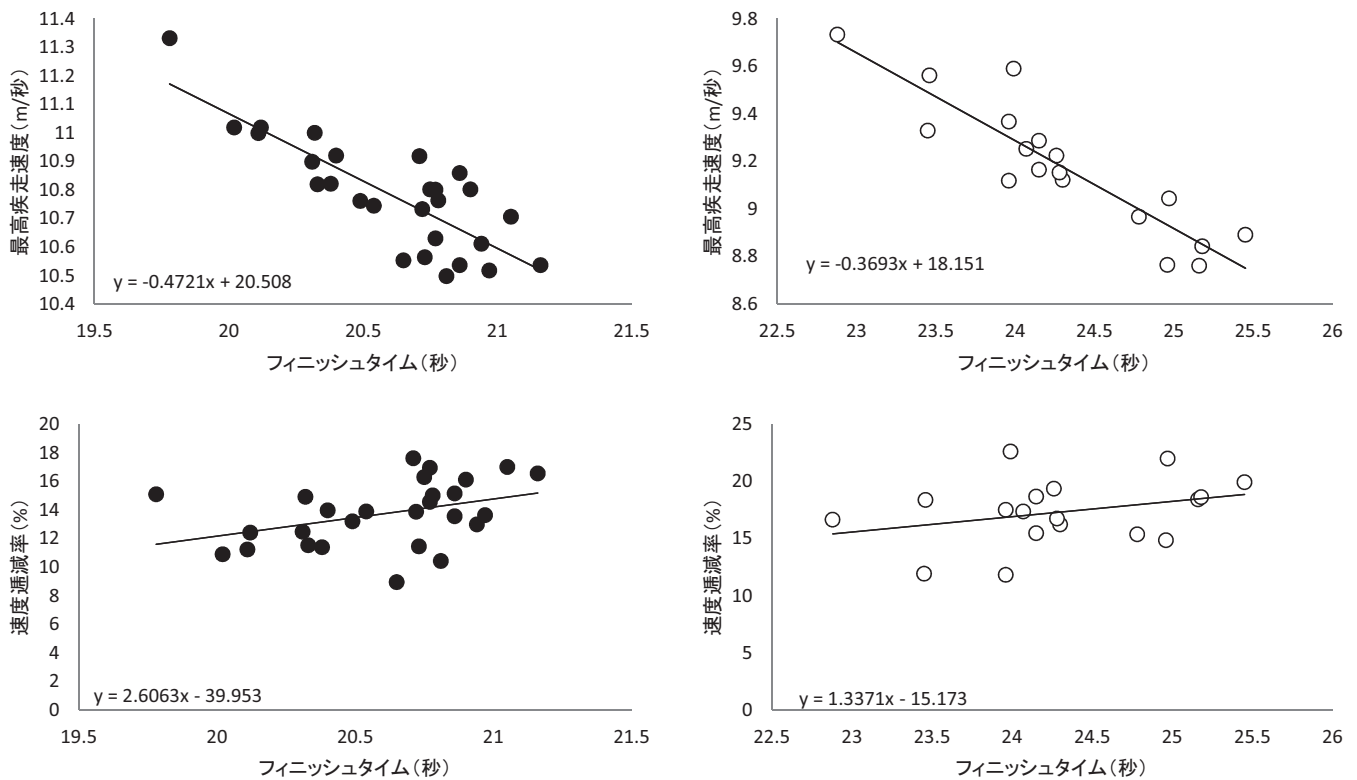 11.4
11.3
11.2
11.1
11
10.9
10.8
10.7
10.6
10.5
10.4
最高疾走速度(m/秒)
y = -0.4721x + 20.508
19.5 20 20.5 21 21.5
フィニッシュタイム(秒)
9.8
9.6
9.4
9.2
9
8.8
8.6
最高疾走速度(m/秒)
y = -0.3693x + 18.151
22.5 23 23.5 24 24.5 25 25.5 26
フィニッシュタイム(秒)
20
18
16
14
12
10
8
6
4
2
0
速度逓減率(%)
y = 2.6063x - 39.953
19.5 20 20.5 21 21.5
フィニッシュタイム(秒)
25
20
15
10
5
0
速度逓減率(%)
y = 1.3371x - 15.173
22.5 23 23.5 24 24.5 25 25.5 26
フィニッシュタイム(秒)